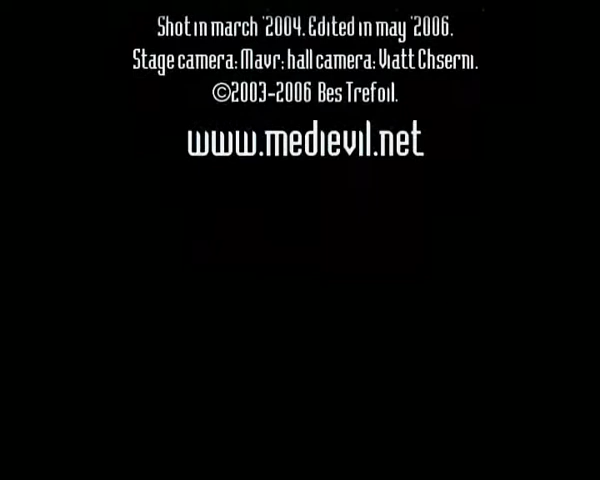 Shot in march '2004. Edited in may '2006.
Stage camera: Mavr; hall camera: Viatt Chserni.
©2003-2006 Bes Trefoil.
www.medievil.net